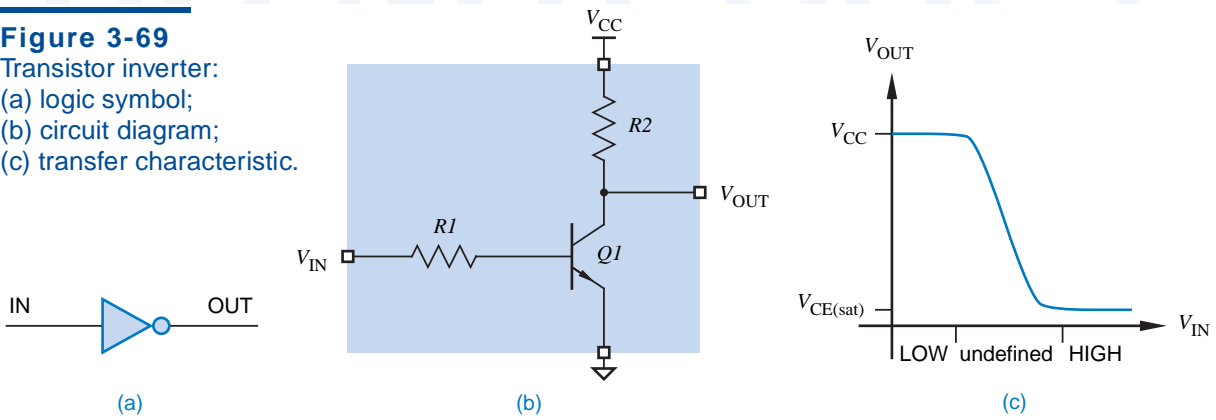 Figure 3-69
Transistor inverter:
(a) logic symbol;
(b) circuit diagram;
(c) transfer characteristic.
IN
OUT
(a)
VCC
R2
VOUT
R1
VIN
Q1
(b)
VOUT
VCC
VCE(sat)
VIN
LOW undefined HIGH
(c)